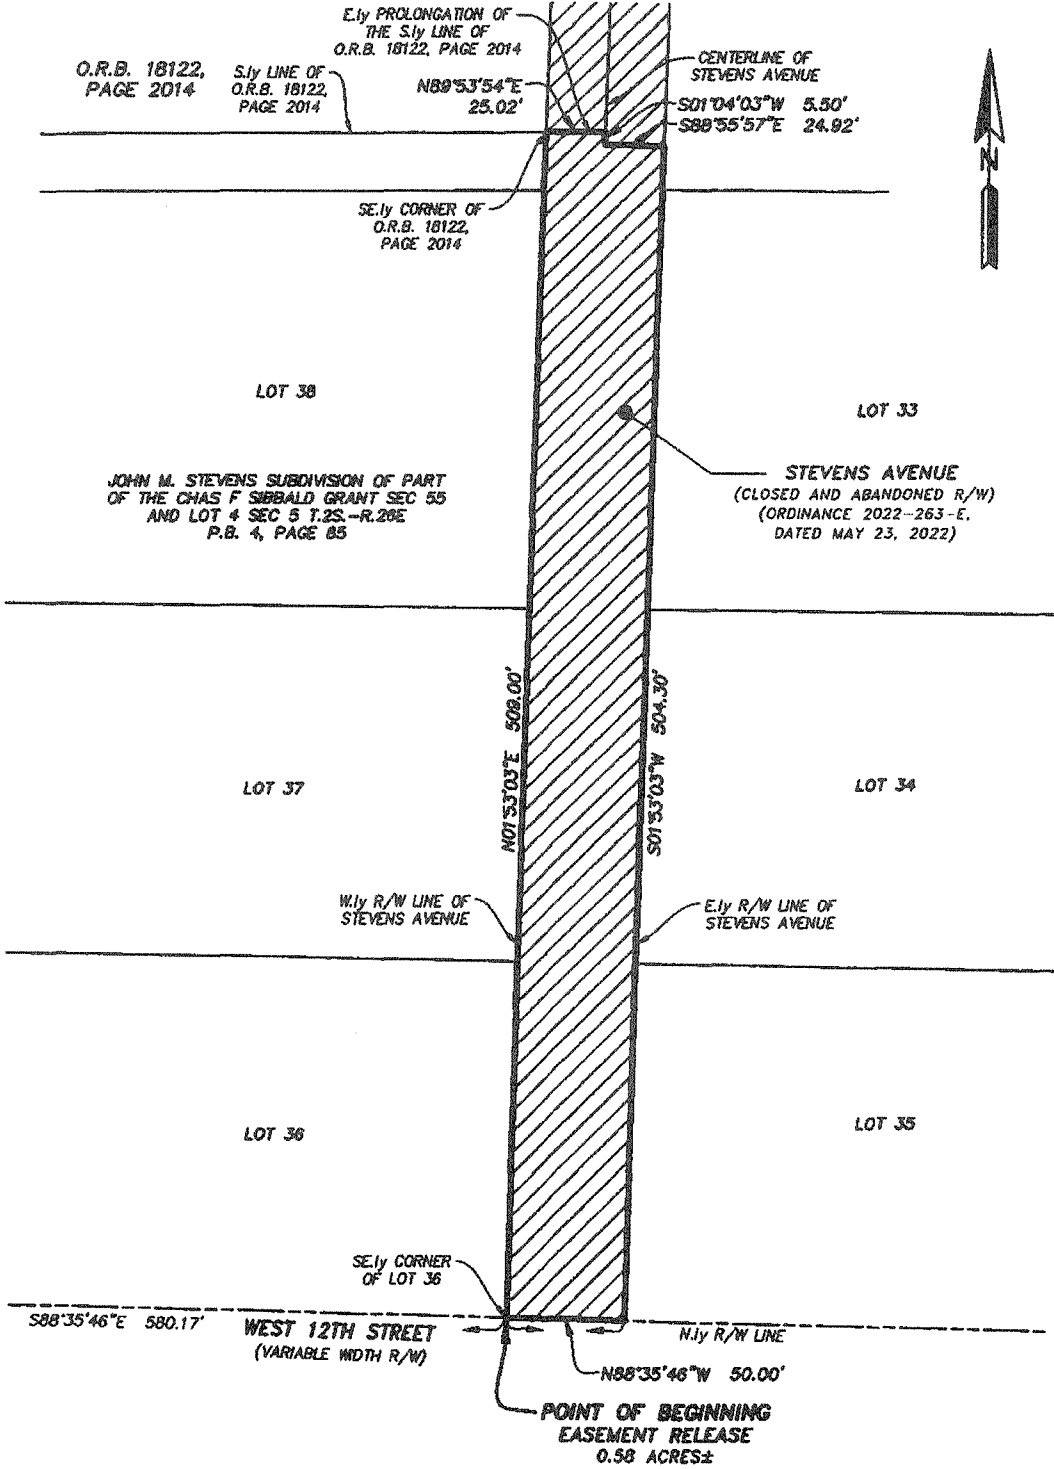 E.ly PROLONGATION OF
THE S.ly LINE OF
O.R.B. 18122, PAGE 2014
O.R.B. 18122,
PAGE 2014
S.ly LINE OF
O.R.B. 18122,
PAGE 2014
N89°53'54"E
25.02'
CENTERLINE OF
STEVENS AVENUE
S01°04'03"W 5.50'
S88°55'57"E 24.92'
N
SE.ly CORNER OF
O.R.B. 18122,
PAGE 2014
LOT 38
LOT 33
JOHN M. STEVENS SUBDIVISION OF PART
OF THE CHAS F SIBBALD GRANT SEC 55
AND LOT 4 SEC 5 T.2S.-R.26E
P.B. 4, PAGE 85
STEVENS AVENUE
(CLOSED AND ABANDONED R/W)
(ORDINANCE 2022-263-E,
DATED MAY 23, 2022)
N01°53'03"E 509.00'
S01°53'03"W 504.30'
LOT 37
LOT 34
W.ly R/W LINE OF
STEVENS AVENUE
E.ly R/W LINE OF
STEVENS AVENUE
LOT 36
LOT 35
SE.ly CORNER
OF LOT 36
S88°35'46"E 580.17'
WEST 12TH STREET
(VARIABLE WIDTH R/W)
N.ly R/W LINE
N88°35'46"W 50.00'
POINT OF BEGINNING
EASEMENT RELEASE
0.58 ACRES±